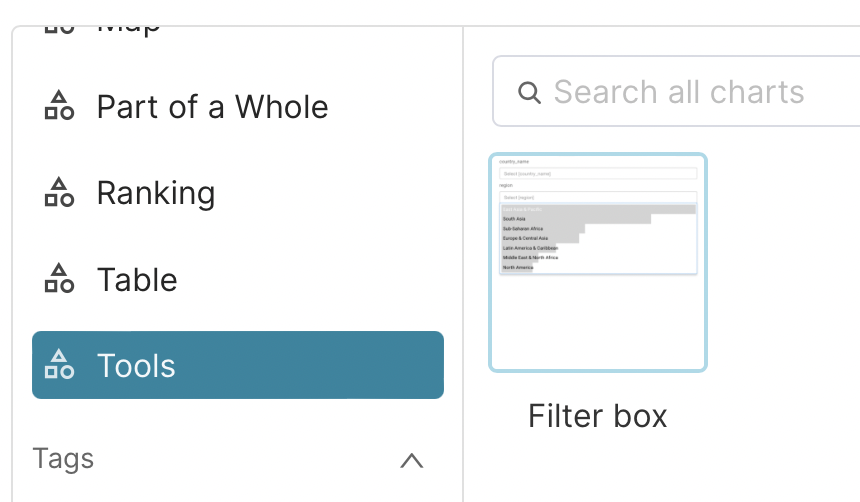 Map
Part of a Whole
Ranking
Table
Tools
Tags
Search all charts
country_name
Select [country_name]
region
Select [region]
South Asia
Sub-Saharan Africa
Europe & Central Asia
Latin America & Caribbean
Middle East & North Africa
North America
Filter box